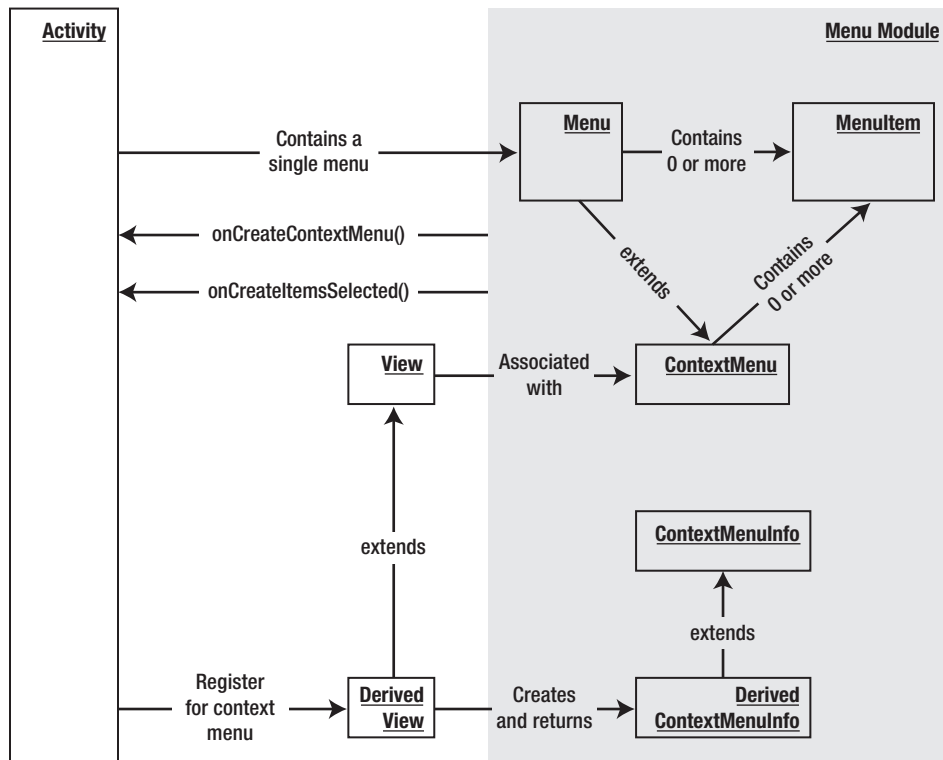 Activity
Menu Module
Menu
MenuItem
Contains a
single menu
Contains
0 or more
onCreateContextMenu()
extends
Contains
0 or more
onCreateItemsSelected()
View
Associated
with
ContextMenu
ContextMenuInfo
extends
extends
Register
for context
menu
Derived
View
Creates
and returns
Derived
ContextMenuInfo